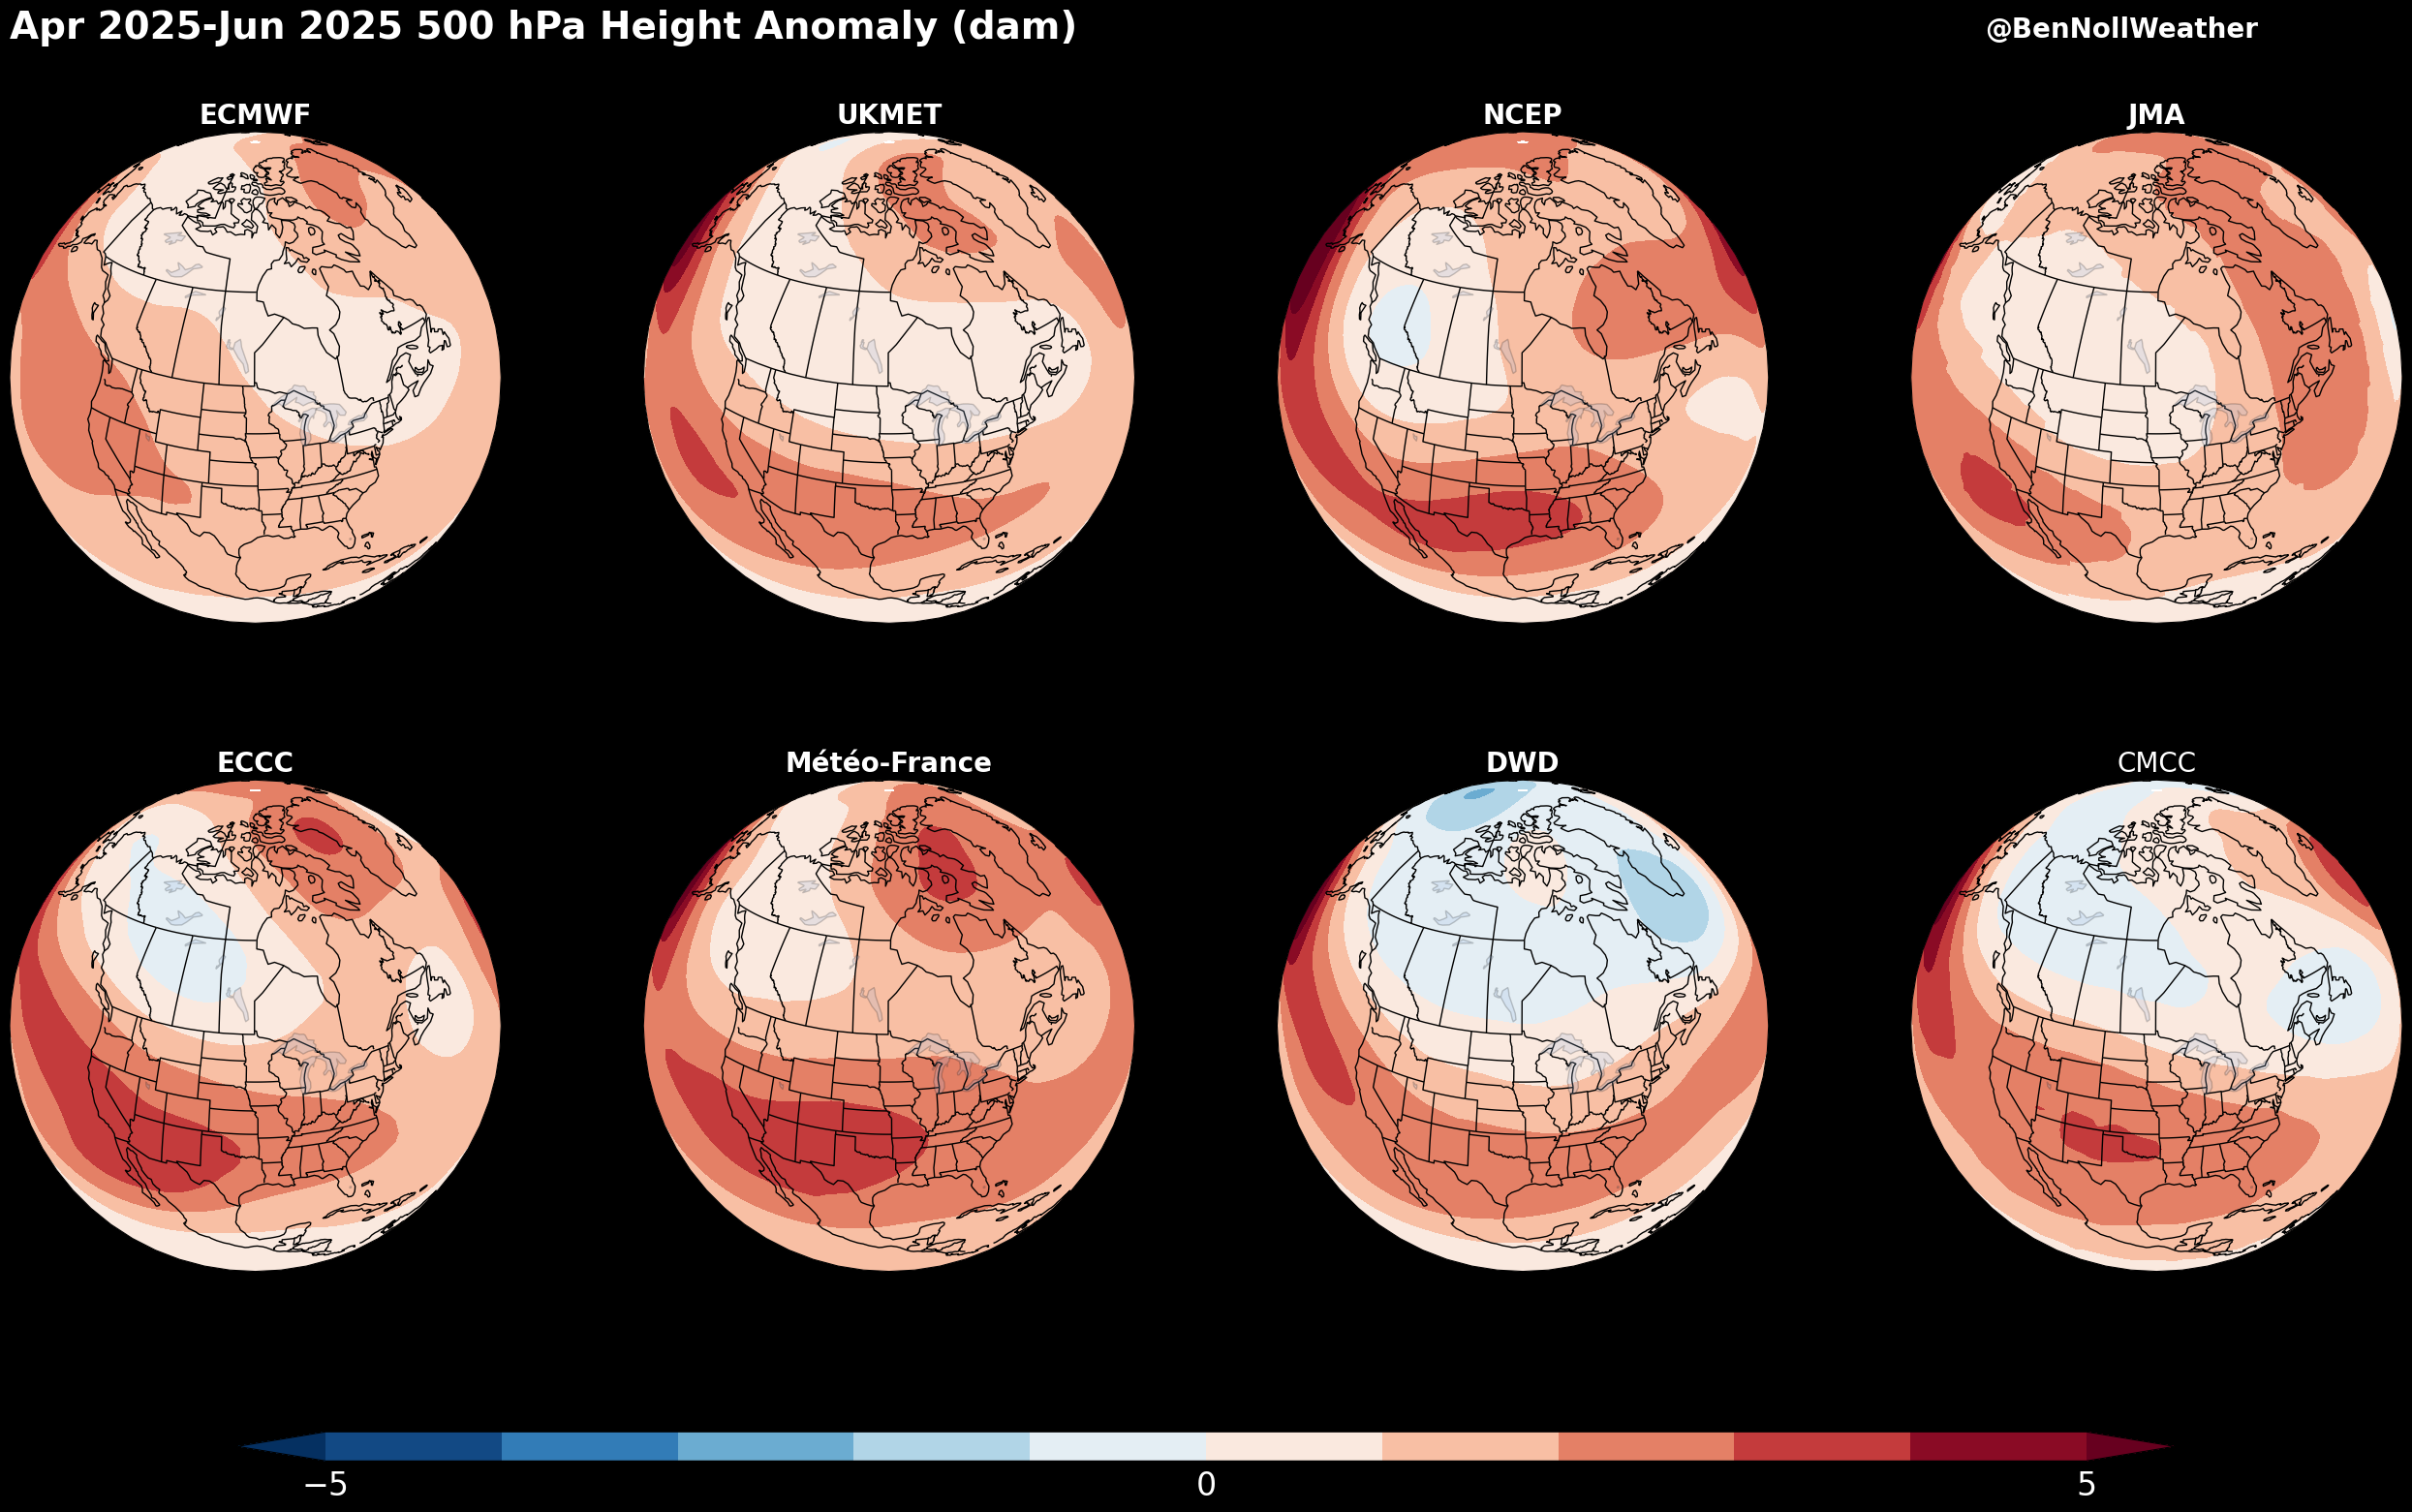 Apr 2025-Jun 2025 500 hPa Height Anomaly (dam)
@BenNollWeather
ECMWF
UKMET
NCEP
JMA
ECCC
Météo-France
DWD
CMCC
−5
0
5